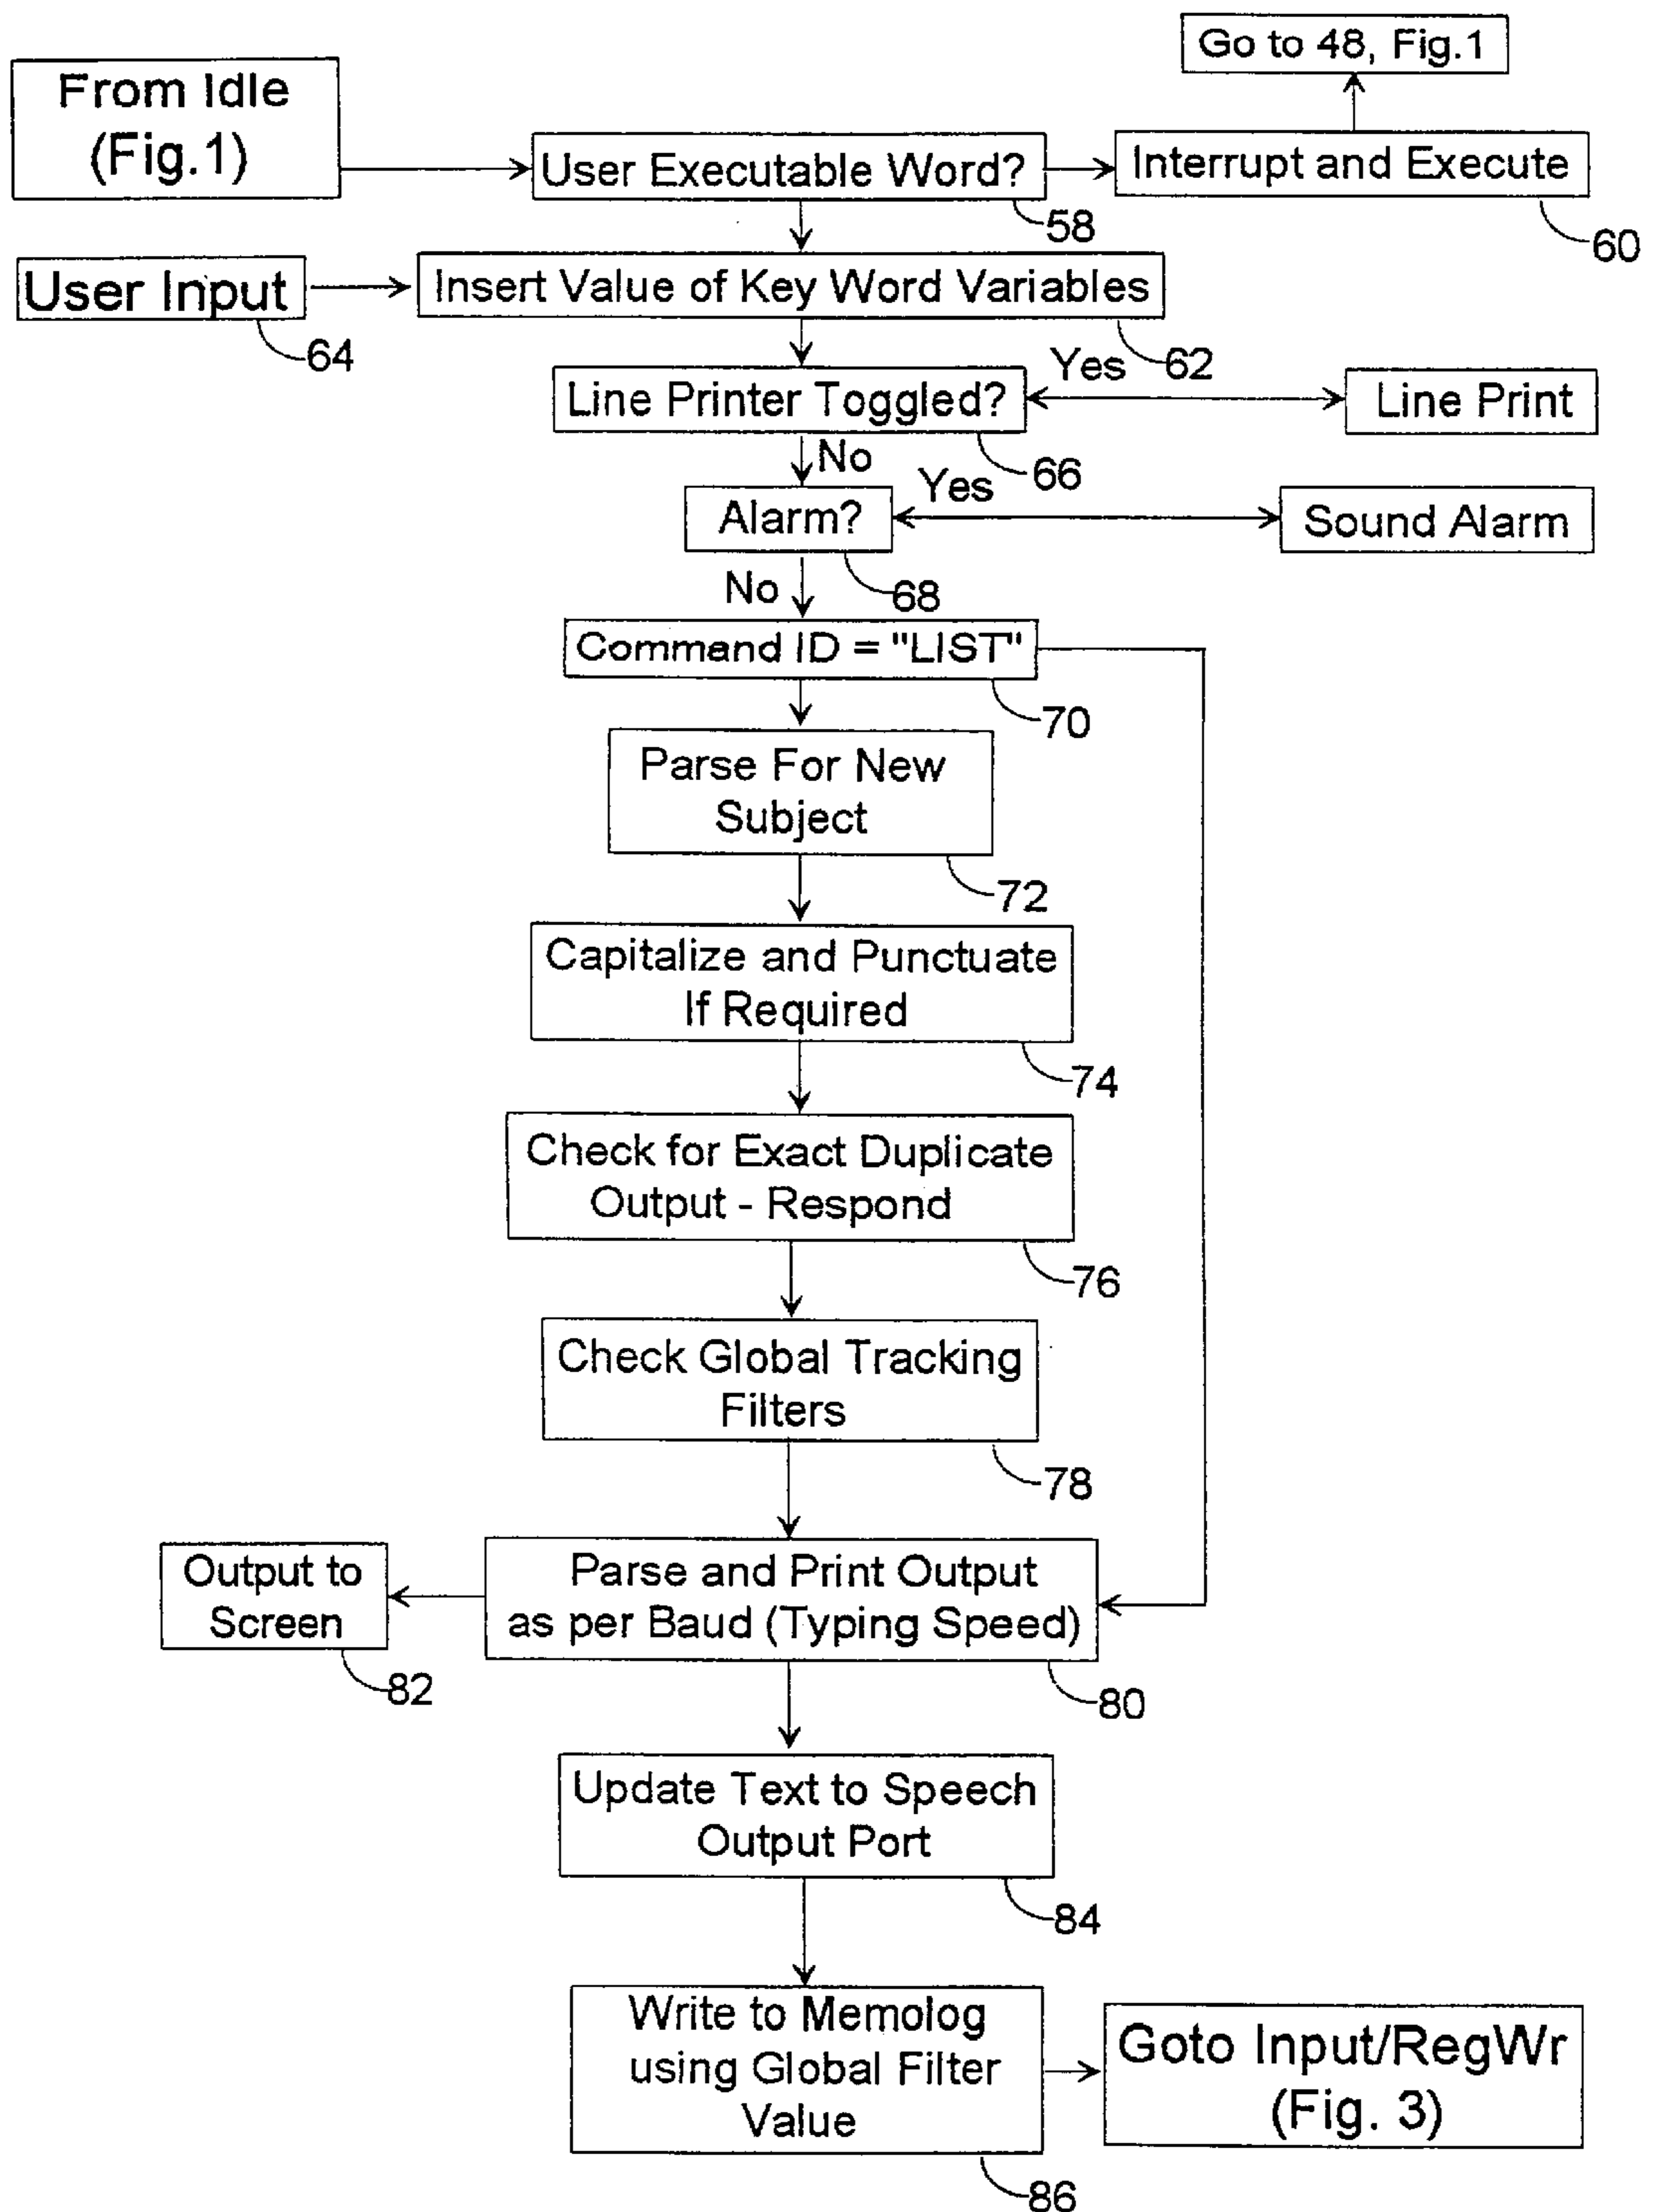 Go to 48, Fig.1
From Idle
(Fig.1)
User Executable Word?
Interrupt and Execute
58
60
User Input
Insert Value of Key Word Variables
64
62
Line Printer Toggled?
Yes
Line Print
66
No
Alarm?
Yes
Sound Alarm
68
No
Command ID = "LIST"
70
Parse For New
Subject
72
Capitalize and Punctuate
If Required
74
Check for Exact Duplicate
Output - Respond
76
Check Global Tracking
Filters
78
Output to
Screen
82
Parse and Print Output
as per Baud (Typing Speed)
80
Update Text to Speech
Output Port
84
Write to Memolog
using Global Filter
Value
86
Goto Input/RegWr
(Fig. 3)